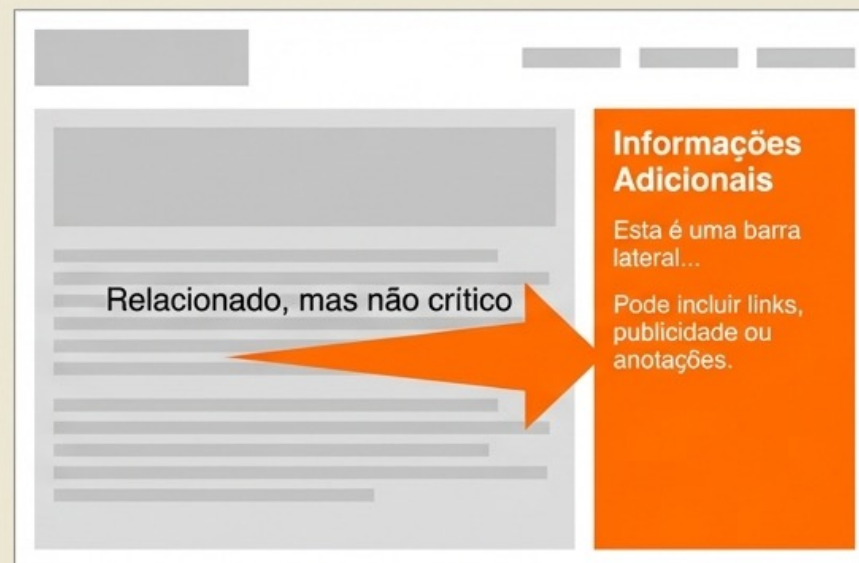 Informações
Adicionais
Esta é uma barra
lateral...
Pode incluir links,
publicidade ou
anotações.
Relacionado, mas não crítico